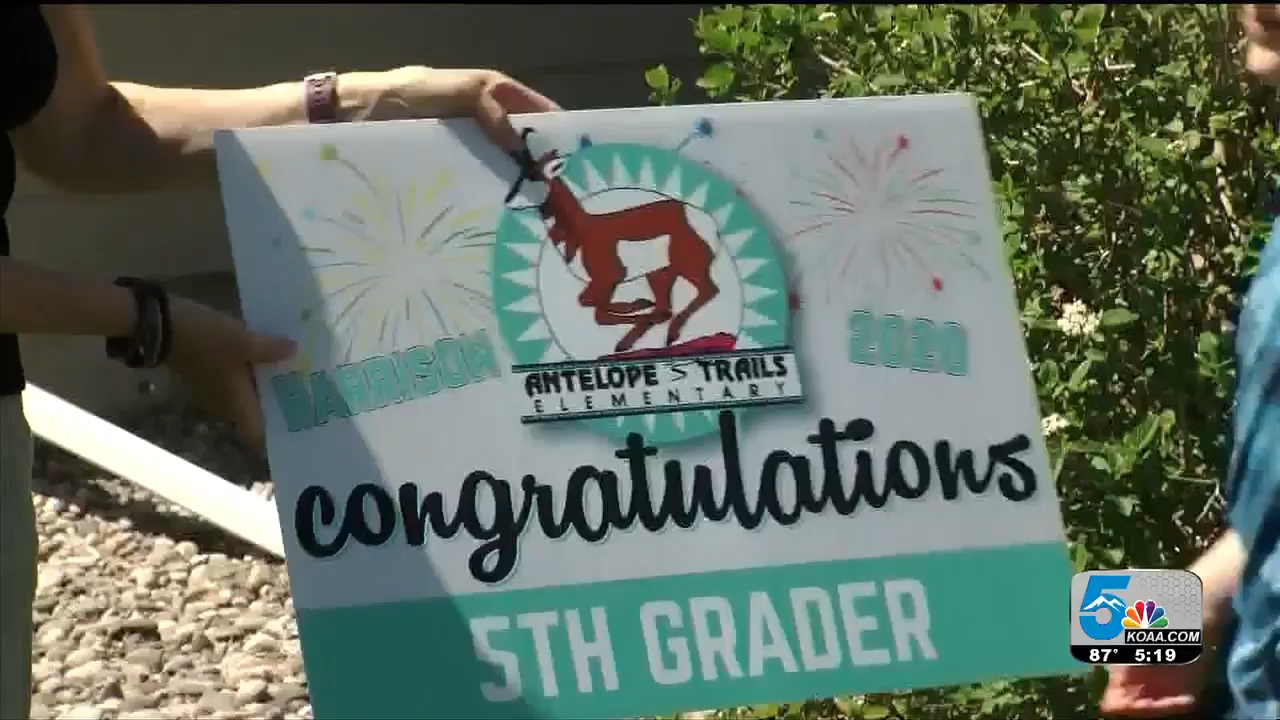 HARRISON
2020
ANTELOPE TRAILS
ELEMENTARY
congratulations
5TH GRADER
5
KOAA.COM
87° 5:19